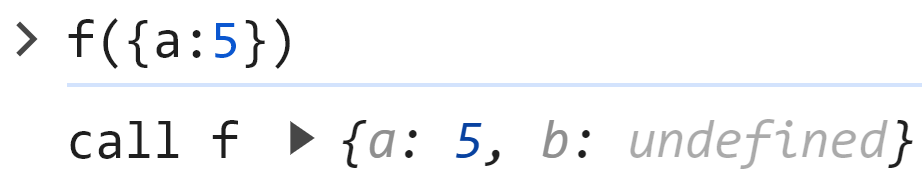 > f({a:5})
call f ▶ {a: 5, b: undefined}